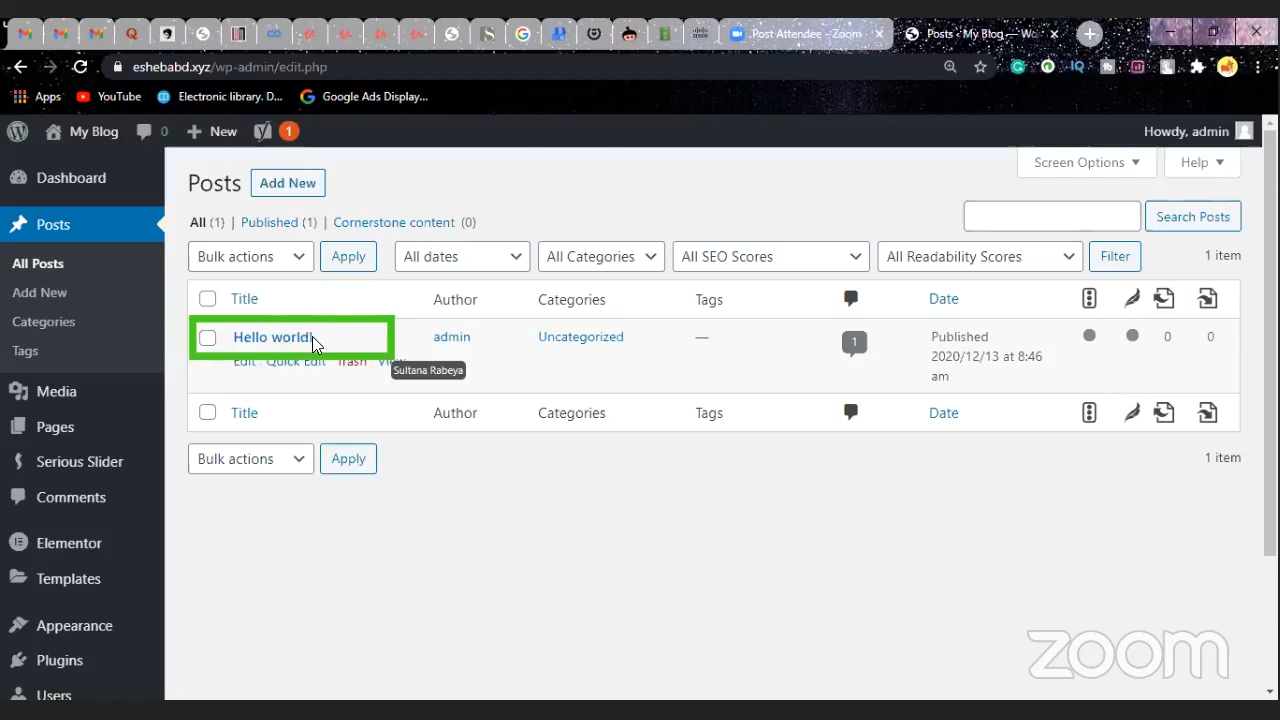 Post Attendee - Zoom
Posts ‹ My Blog — Wo
eshebabd.xyz/wp-admin/edit.php
Apps
YouTube
Electronic library. D...
Google Ads Display...
My Blog
0
New
1
Howdy, admin
Dashboard
Posts
All Posts
Add New
Categories
Tags
Media
Pages
Serious Slider
Comments
Elementor
Templates
Appearance
Plugins
Users
Screen Options
Help
Posts
Add New
All (1) | Published (1) | Cornerstone content (0)
Search Posts
Bulk actions
Apply
All dates
All Categories
All SEO Scores
All Readability Scores
Filter
1 item
Title
Author
Categories
Tags
Date
Hello world!
admin
Uncategorized
—
1
Published
2020/12/13 at 8:46
am
0
0
Edit
Quick Edit
Trash
View
Sultana Rabeya
Title
Author
Categories
Tags
Date
Bulk actions
Apply
1 item
zoom